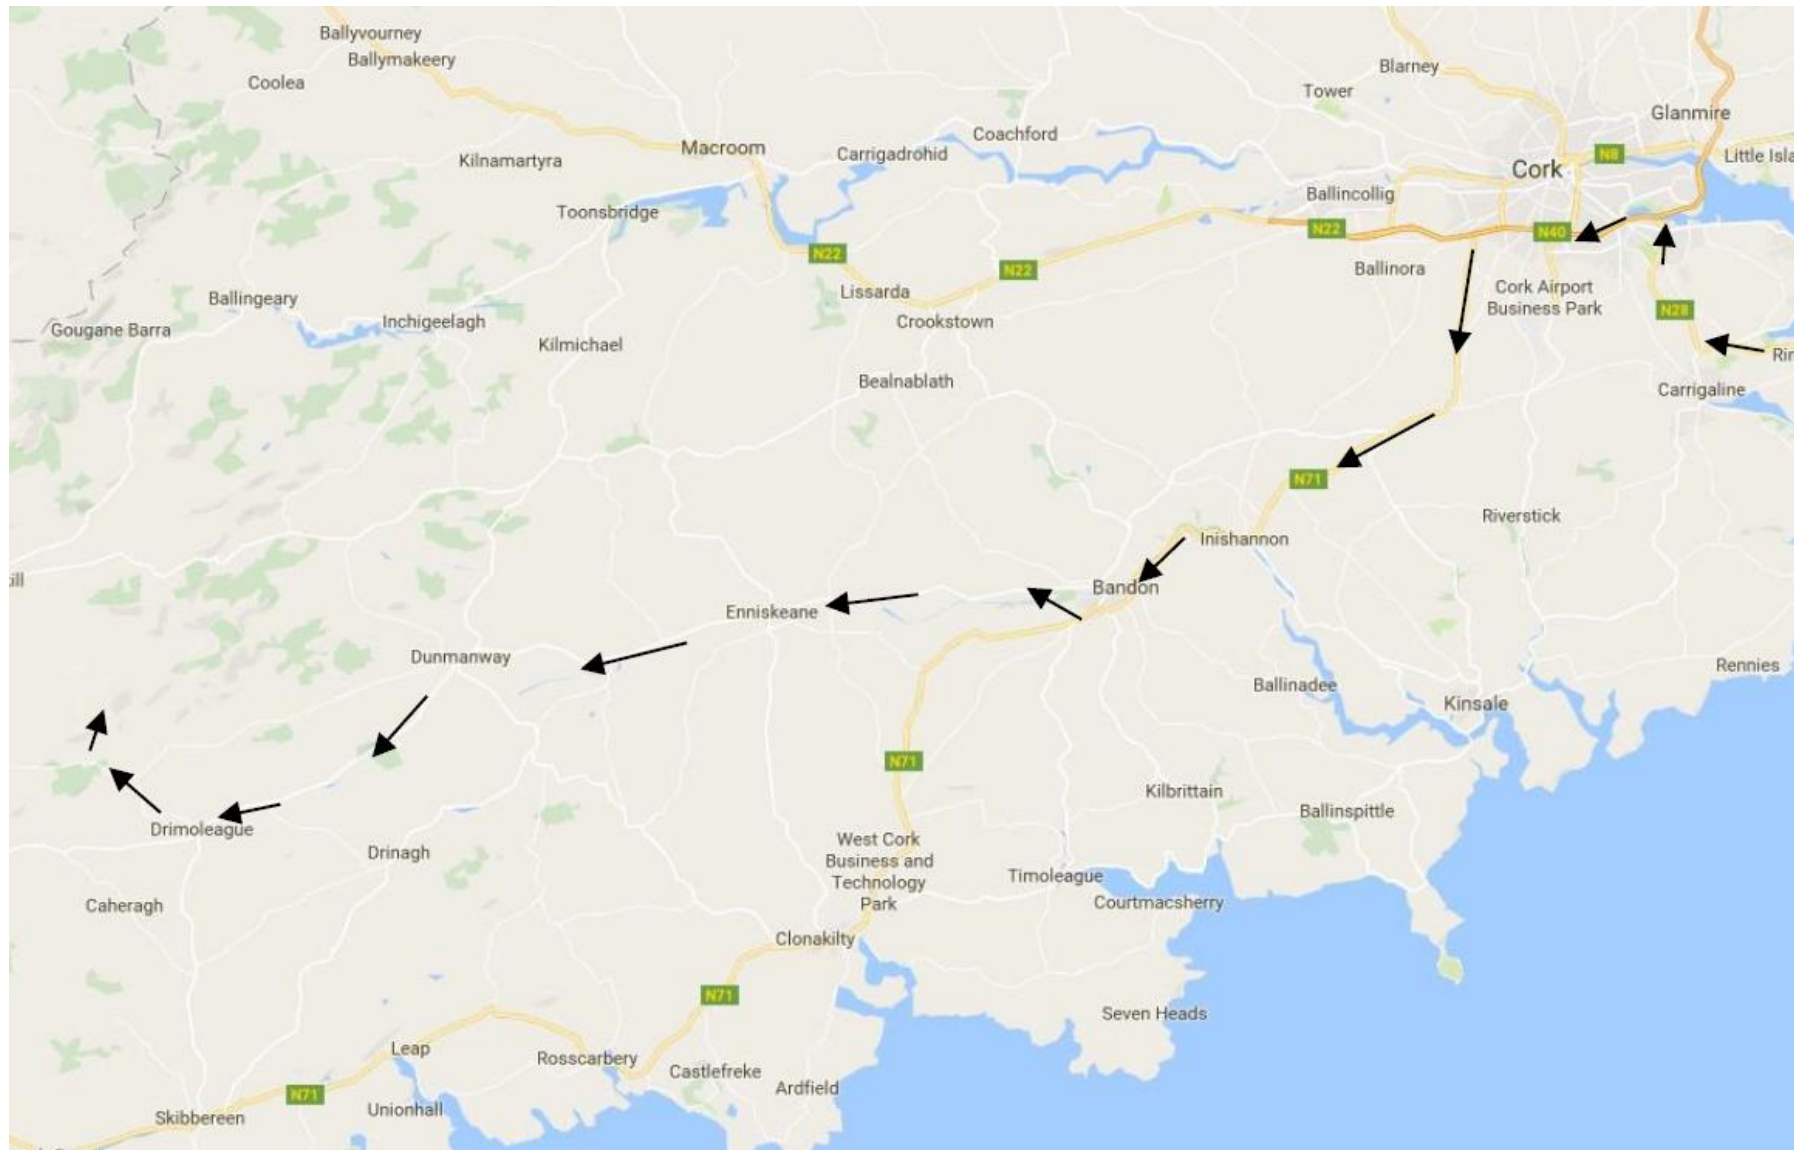 Ballyvourney
Ballymakeery
Coolea
Blarney
Tower
Glanmire
Macroom
Carrigadrohid
Coachford
Kilnamartyra
Cork
N8
Little Isla
Toonsbridge
Ballincollig
N22
N40
N22
Ballinora
N22
Lissarda
Crookstown
Cork Airport
Business Park
N28
Ballingeary
Gougane Barra
Inchigeelagh
Kilmichael
Bealnablath
Rin
Carrigaline
N71
Riverstick
Inishannon
ill
Bandon
Enniskeane
Dunmanway
Ballinadee
Kinsale
Rennies
N71
Kilbrittain
Ballinspittle
Drimoleague
Drinagh
West Cork
Business and
Technology
Park
Timoleague
Courtmacsherry
Caheragh
Clonakilty
N71
Seven Heads
Leap
Rosscarbery
Castlefreke
Ardfield
N71
Skibbereen
Unionhall